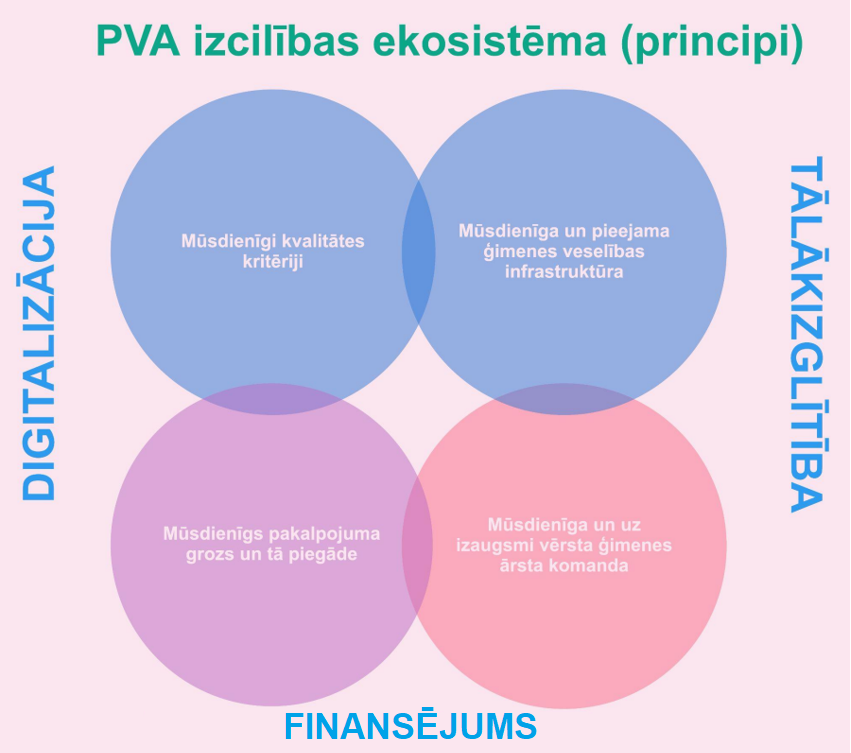 PVA izcilības ekosistēma (principi)
DIGITALIZĀCIJA
Mūsdienīgi kvalitātes
kritēriji
Mūsdienīga un pieejama
ģimenes veselības
infrastruktūra
TĀLĀKIZGLĪTĪBA
Mūsdienīgs pakalpojuma
grozs un tā piegāde
Mūsdienīga un uz
izaugsmi vērsta ģimenes
ārsta komanda
FINANSĒJUMS